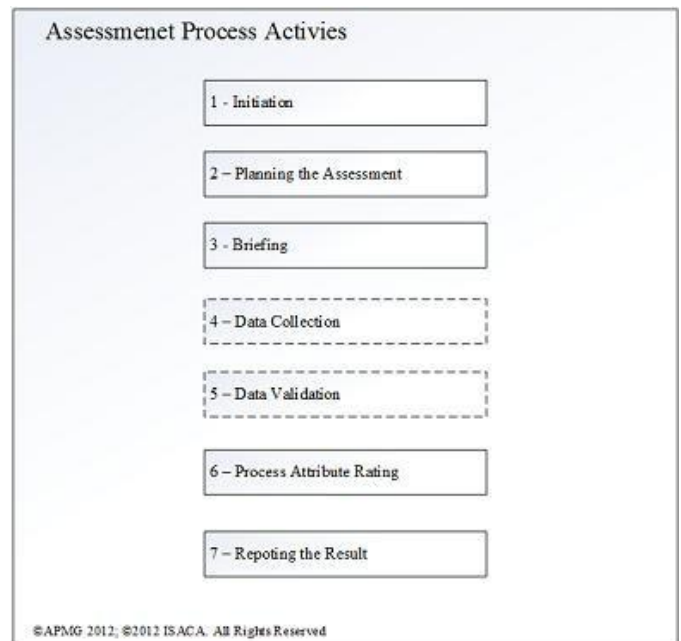 Assessmenet Process Activies
1 - Initiation
2 – Planning the Assessment
3 - Briefing
4 – Data Collection
5 – Data Validation
6 – Process Attribute Rating
7 – Repoting the Result
©APMG 2012; ©2012 ISACA. All Rights Reserved